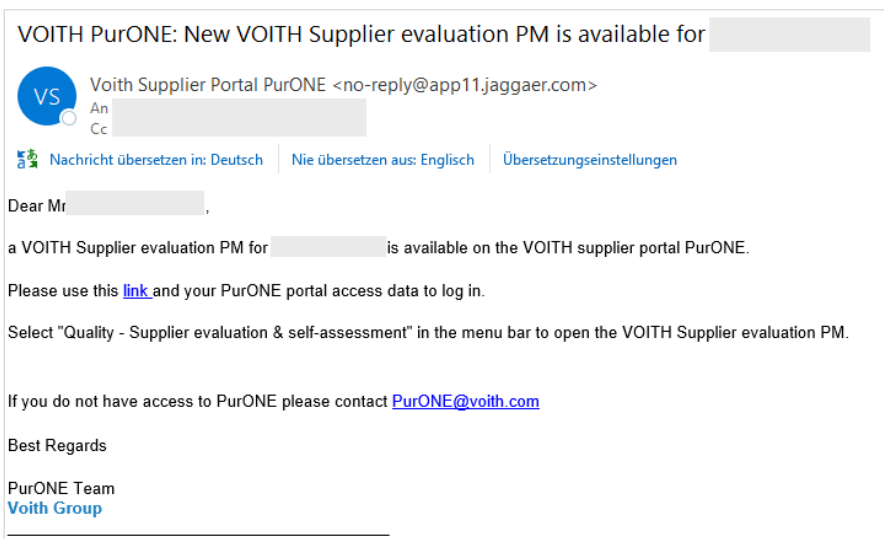 VOITH PurONE: New VOITH Supplier evaluation PM is available for
VS
Voith Supplier Portal PurONE <no-reply@app11.jaggaer.com>
An
Cc
Nachricht übersetzen in: Deutsch Nie übersetzen aus: Englisch Übersetzungseinstellungen
Dear Mr ,
a VOITH Supplier evaluation PM for is available on the VOITH supplier portal PurONE.
Please use this link and your PurONE portal access data to log in.
Select "Quality - Supplier evaluation & self-assessment" in the menu bar to open the VOITH Supplier evaluation PM.
If you do not have access to PurONE please contact PurONE@voith.com
Best Regards
PurONE Team
Voith Group